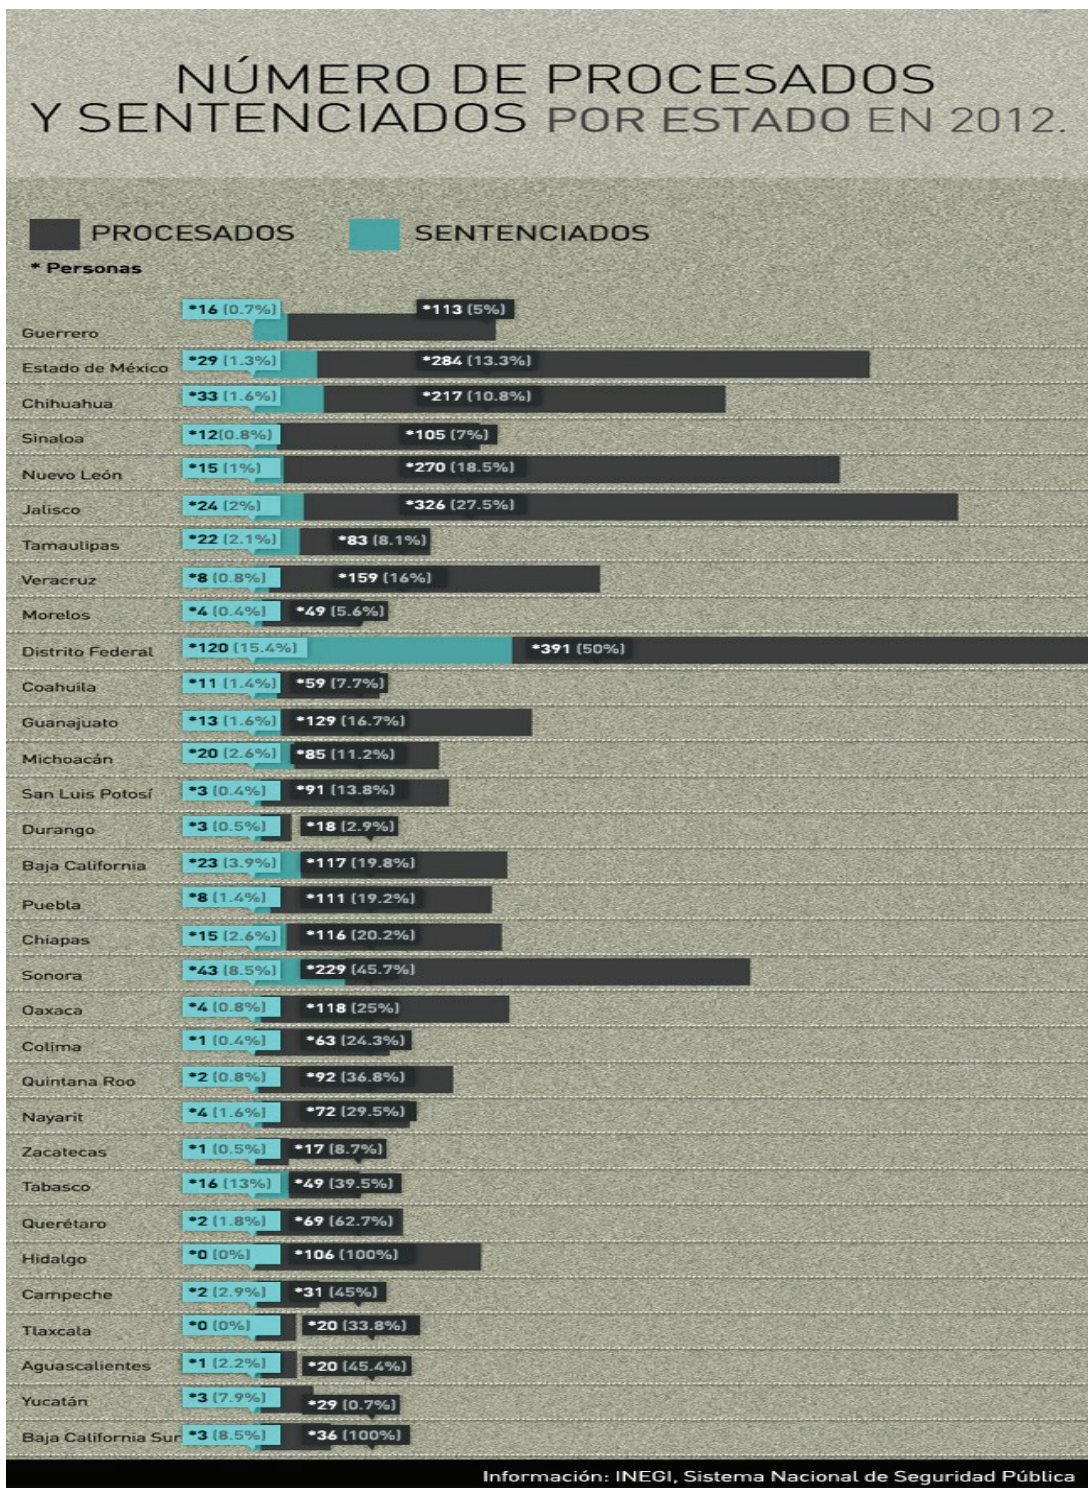 NÚMERO DE PROCESADOS
Y SENTENCIADOS POR ESTADO EN 2012.
PROCESADOS SENTENCIADOS
* Personas
Guerrero *16 (0.7%) *113 (5%)
Estado de México *29 (1.3%) *284 (13.3%)
Chihuahua *33 (1.6%) *217 (10.8%)
Sinaloa *12(0.8%) *105 (7%)
Nuevo León *15 (1%) *270 (18.5%)
Jalisco *24 (2%) *326 (27.5%)
Tamaulipas *22 (2.1%) *83 (8.1%)
Veracruz *8 (0.8%) *159 (16%)
Morelos *4 (0.4%) *49 (5.6%)
Distrito Federal *120 (15.4%) *391 (50%)
Coahuila *11 (1.4%) *59 (7.7%)
Guanajuato *13 (1.6%) *129 (16.7%)
Michoacán *20 (2.6%) *85 (11.2%)
San Luis Potosí *3 (0.4%) *91 (13.8%)
Durango *3 (0.5%) *18 (2.9%)
Baja California *23 (3.9%) *117 (19.8%)
Puebla *8 (1.4%) *111 (19.2%)
Chiapas *15 (2.6%) *116 (20.2%)
Sonora *43 (8.5%) *229 (45.7%)
Oaxaca *4 (0.8%) *118 (25%)
Colima *1 (0.4%) *63 (24.3%)
Quintana Roo *2 (0.8%) *92 (36.8%)
Nayarit *4 (1.6%) *72 (29.5%)
Zacatecas *1 (0.5%) *17 (8.7%)
Tabasco *16 (13%) *49 (39.5%)
Querétaro *2 (1.8%) *69 (62.7%)
Hidalgo *0 (0%) *106 (100%)
Campeche *2 (2.9%) *31 (45%)
Tlaxcala *0 (0%) *20 (33.8%)
Aguascalientes *1 (2.2%) *20 (45.4%)
Yucatán *3 (7.9%) *29 (0.7%)
Baja California Sur *3 (8.5%) *36 (100%)
Información: INEGI, Sistema Nacional de Seguridad Pública